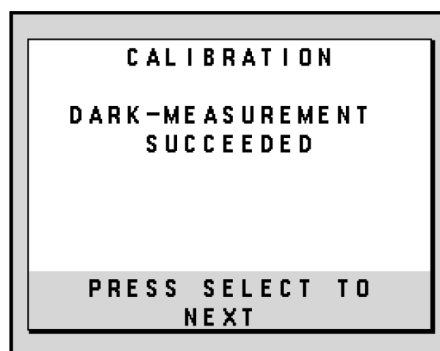 CALIBRATION
DARK-MEASUREMENT
SUCCEEDED
PRESS SELECT TO
NEXT